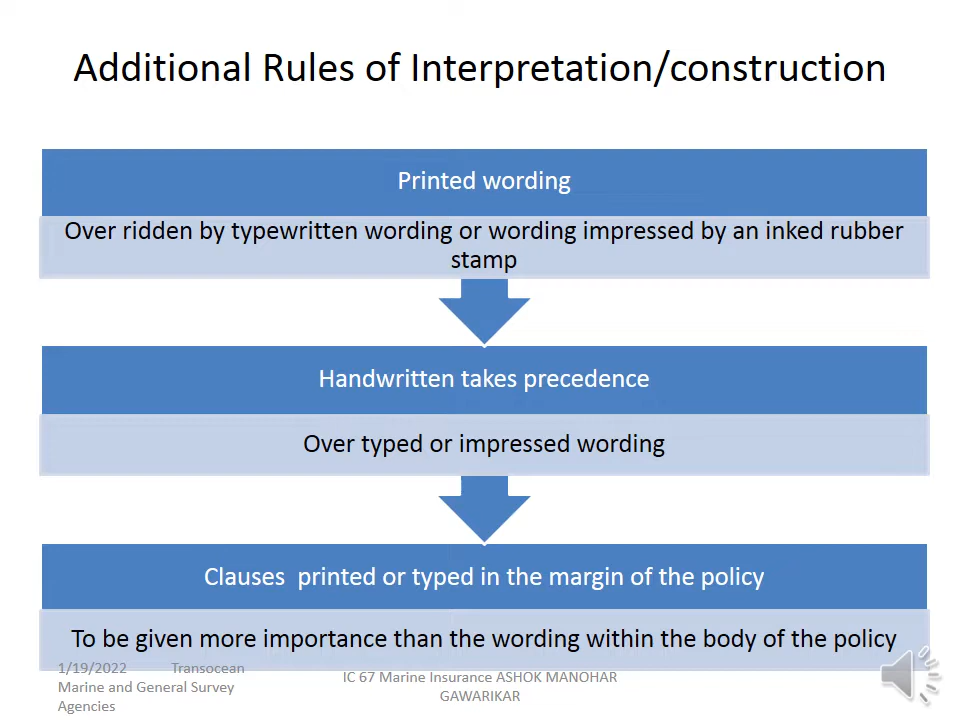 Additional Rules of Interpretation/construction
Printed wording
Over ridden by typewritten wording or wording impressed by an inked rubber
stamp
Handwritten takes precedence
Over typed or impressed wording
Clauses  printed or typed in the margin of the policy
To be given more importance than the wording within the body of the policy
1/19/2022 Transocean
Marine and General Survey
Agencies
IC 67 Marine Insurance ASHOK MANOHAR
GAWARIKAR